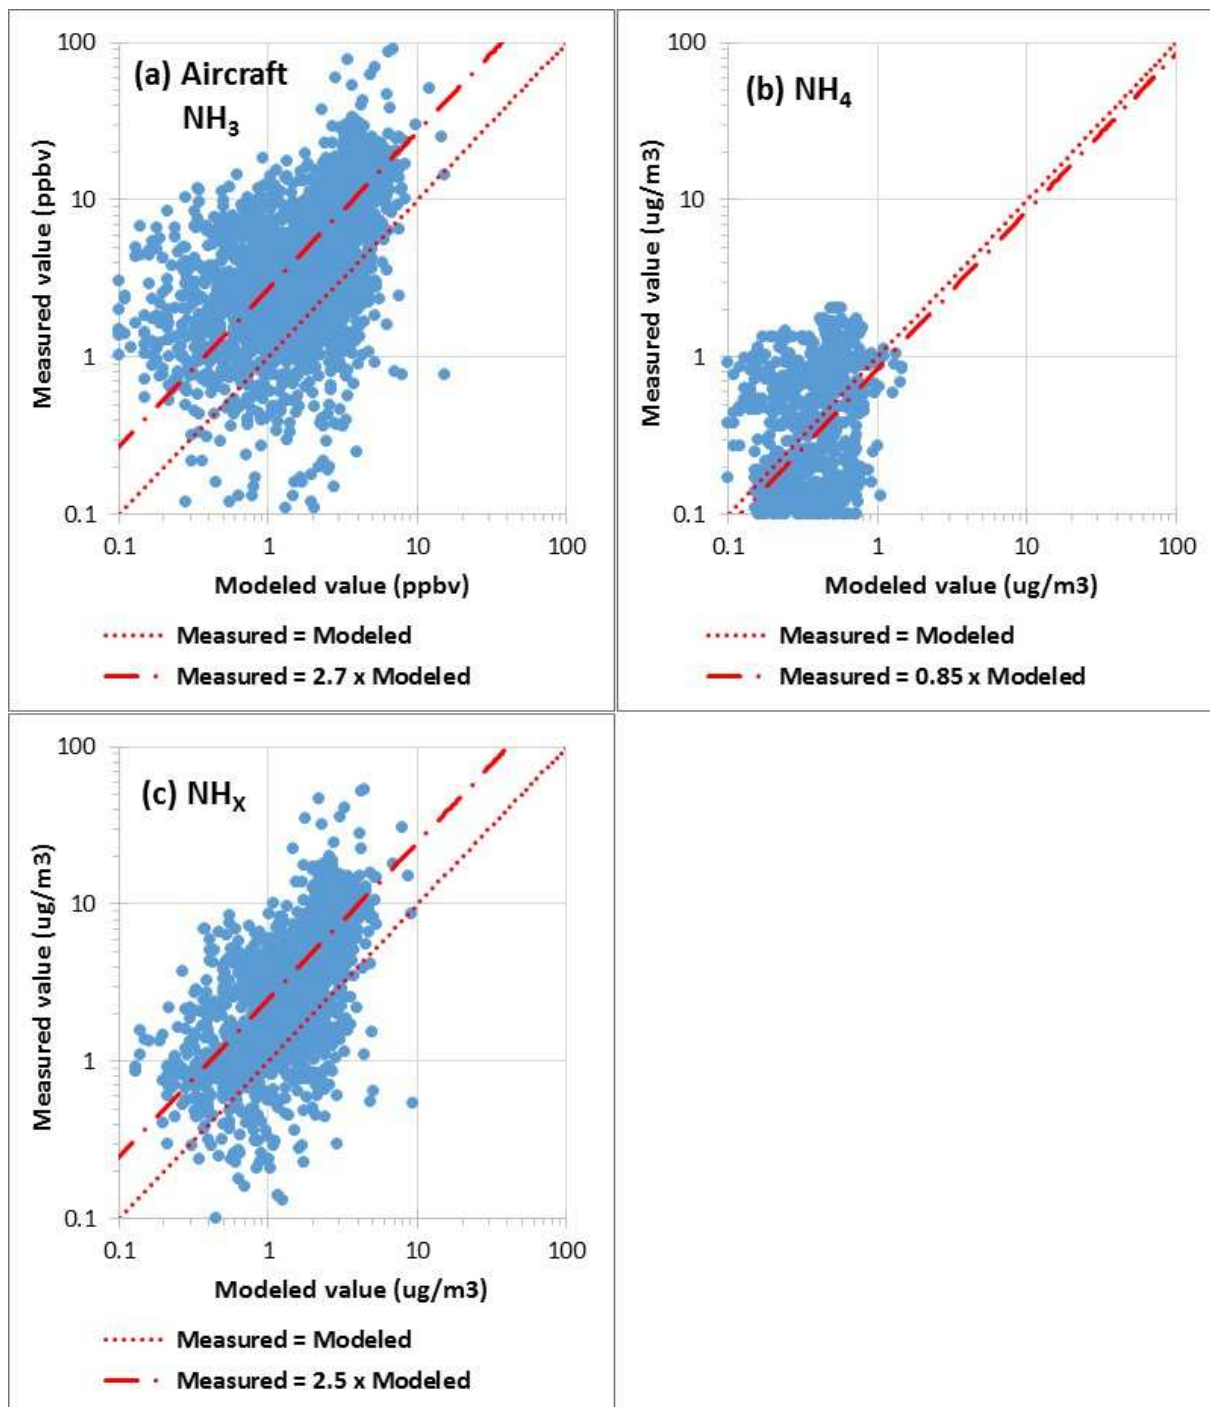 (a) Aircraft
NH3
100
10
1
0.1
0.1 1 10 100
Measured value (ppbv)
Modeled value (ppbv)
Measured = Modeled
Measured = 2.7 x Modeled
(b) NH4
100
10
1
0.1
0.1 1 10 100
Measured value (ug/m3)
Modeled value (ug/m3)
Measured = Modeled
Measured = 0.85 x Modeled
(c) NHX
100
10
1
0.1
0.1 1 10 100
Measured value (ug/m3)
Modeled value (ug/m3)
Measured = Modeled
Measured = 2.5 x Modeled